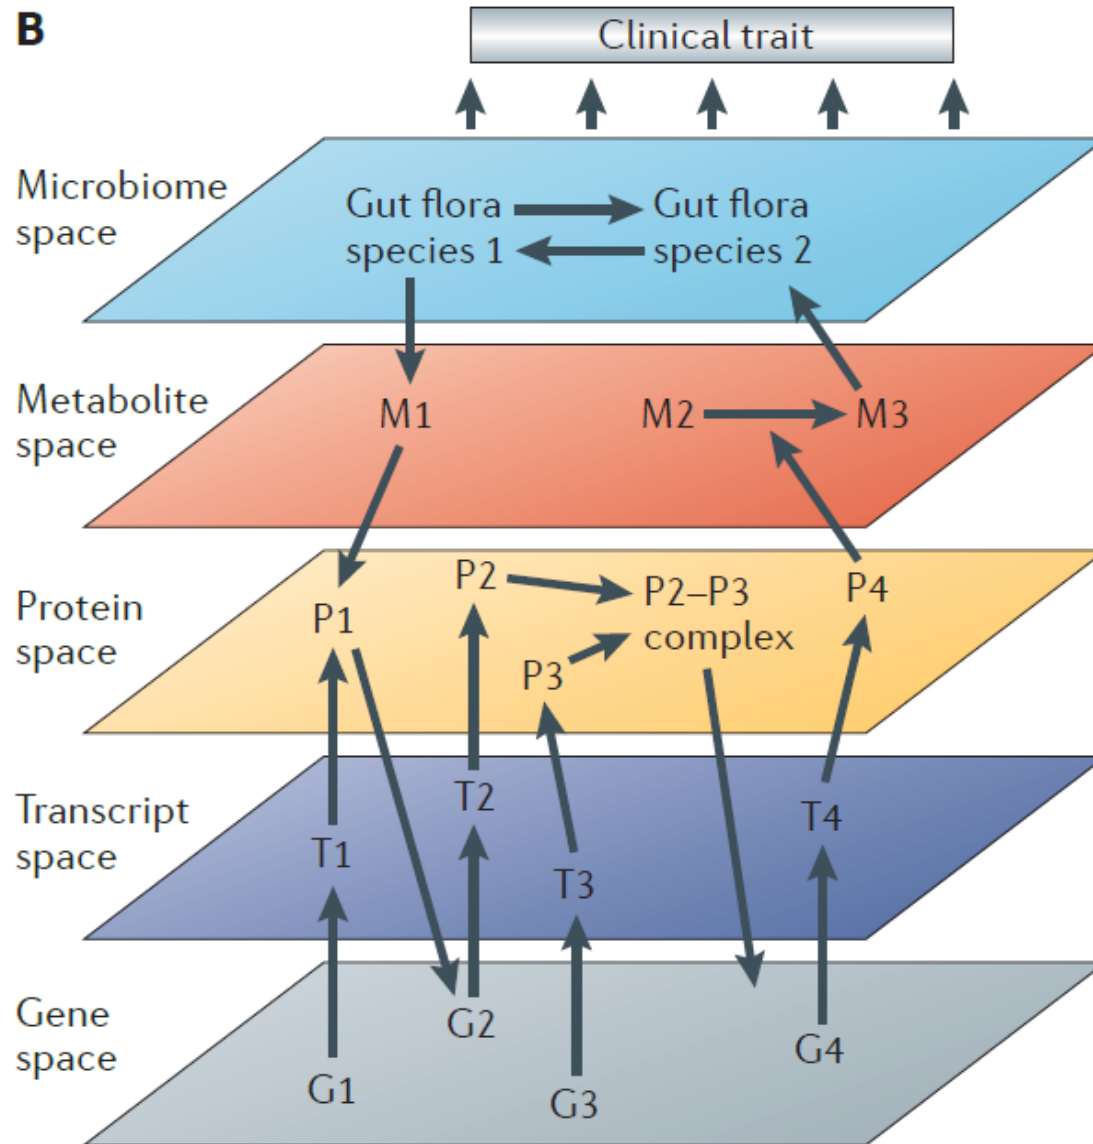 B
Clinical trait
Microbiome
space
Gut flora
species 1
Gut flora
species 2
Metabolite
space
M1
M2
M3
Protein
space
P1
P2
P3
P2–P3
complex
P4
Transcript
space
T1
T2
T3
T4
Gene
space
G1
G2
G3
G4